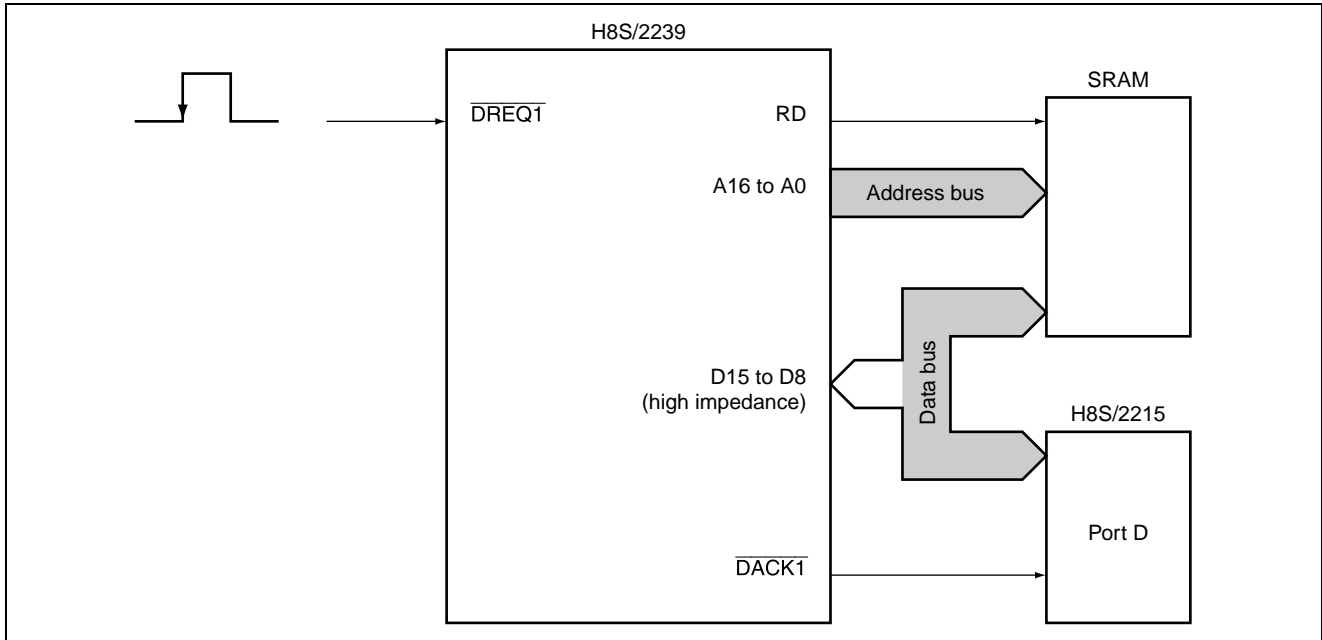 H8S/2239
SRAM
DREQ1
RD
A16 to A0
Address bus
D15 to D8
(high impedance)
Data bus
H8S/2215
Port D
DACK1